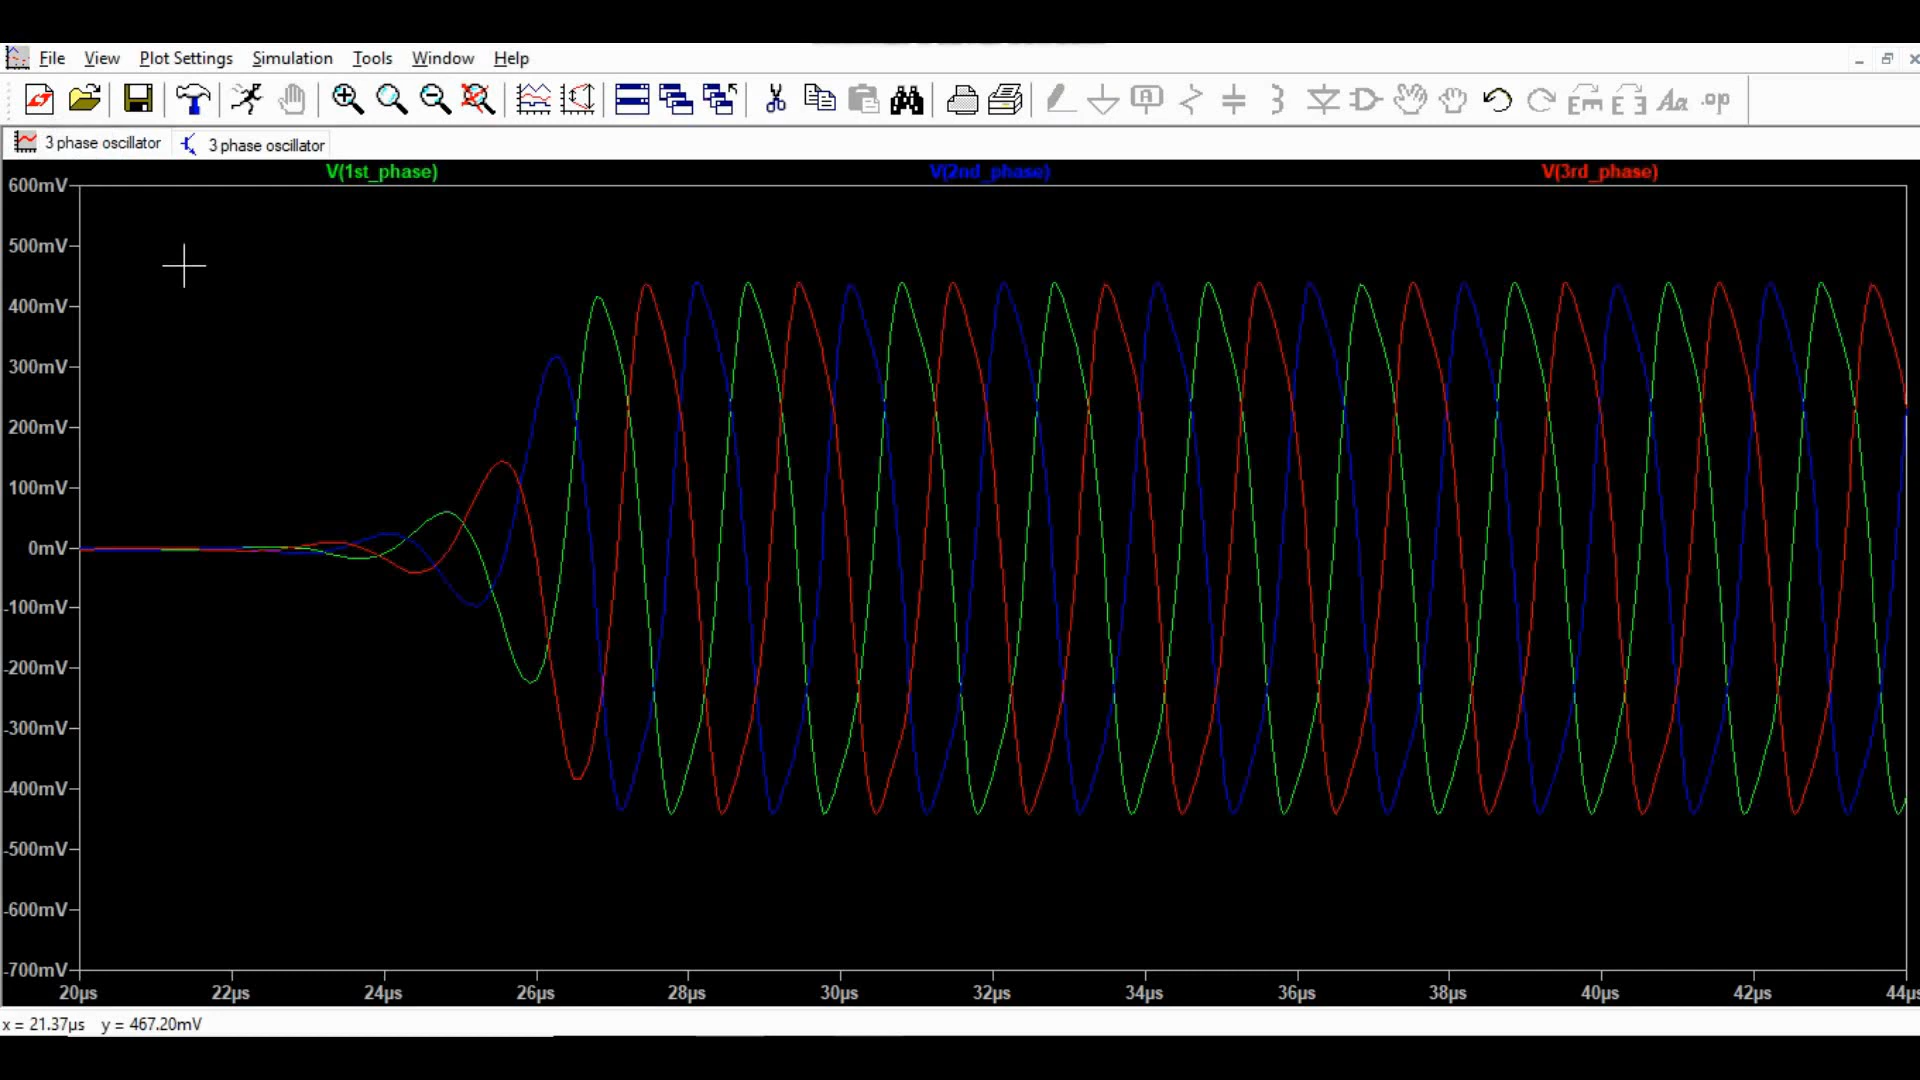 File View Plot Settings Simulation Tools Window Help
3 phase oscillator 3 phase oscillator
V(1st_phase) V(2nd_phase) V(3rd_phase)
600mV
500mV
400mV
300mV
200mV
100mV
0mV
-100mV
-200mV
-300mV
-400mV
-500mV
-600mV
-700mV
20µs 22µs 24µs 26µs 28µs 30µs 32µs 34µs 36µs 38µs 40µs 42µs 44µs
x = 21.37µs y = 467.20mV